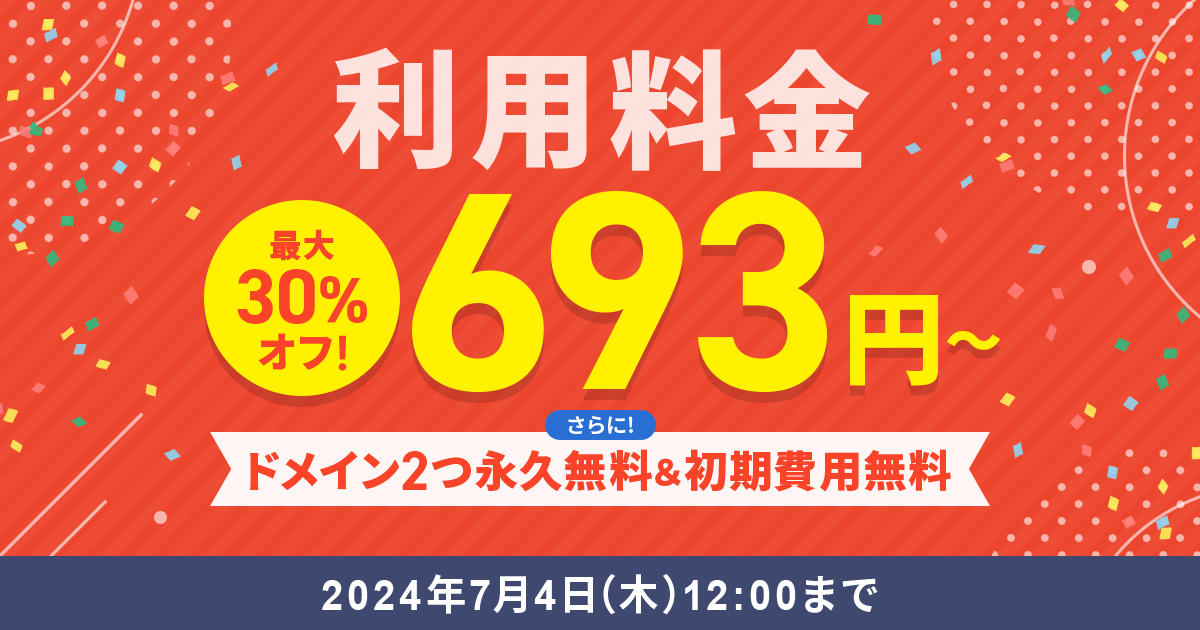 利用料金
最大
30%
オフ!
693円～
さらに!
ドメイン2つ永久無料&初期費用無料
2024年7月4日(木)12:00まで